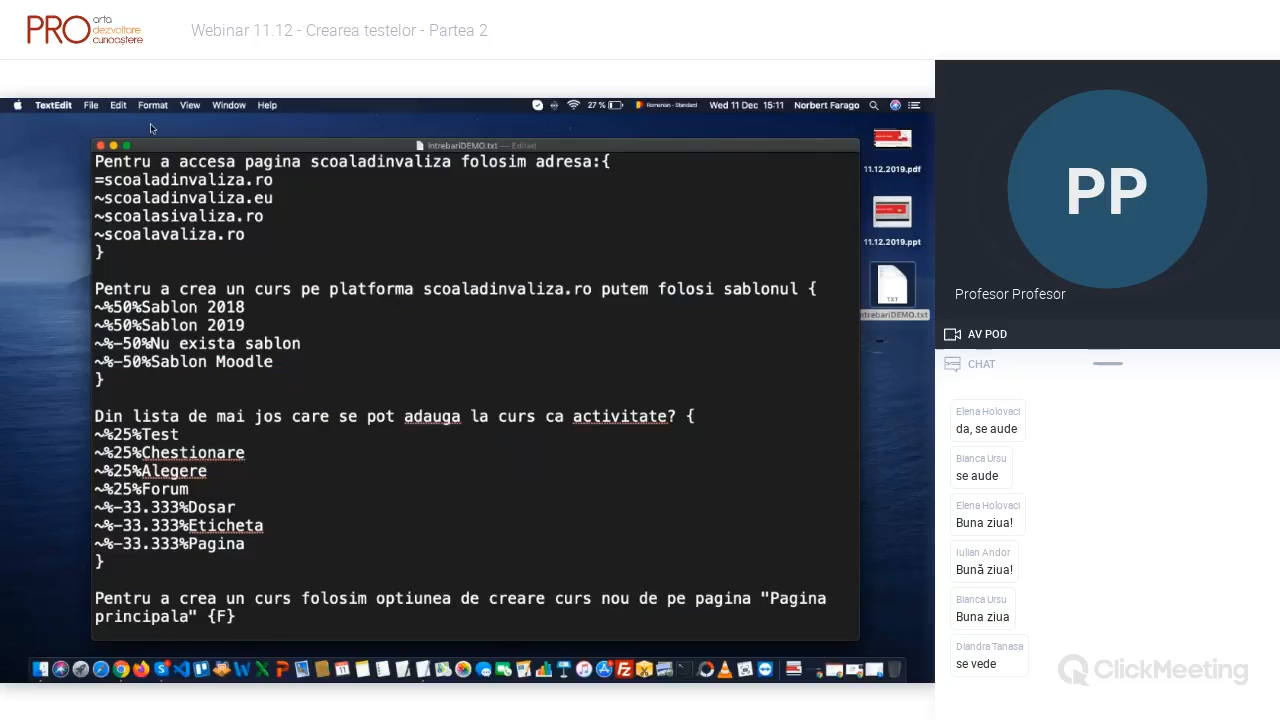 PRO arta
dezvoltare
cunoaștere
Webinar 11.12 - Crearea testelor - Partea 2
TextEdit File Edit Format View Window Help
27 % Romanian - Standard Wed 11 Dec 15:11 Norbert Farago
intrebariDEMO.txt — Edited
Pentru a accesa pagina scoaladinvaliza folosim adresa:{
=scoaladinvaliza.ro
~scoaladinvaliza.eu
~scoalasivaliza.ro
~scoalavaliza.ro
}
Pentru a crea un curs pe platforma scoaladinvaliza.ro putem folosi sablonul {
~%50%Sablon 2018
~%50%Sablon 2019
~%-50%Nu exista sablon
~%-50%Sablon Moodle
}
Din lista de mai jos care se pot adauga la curs ca activitate? {
~%25%Test
~%25%Chestionare
~%25%Alegere
~%25%Forum
~%-33.333%Dosar
~%-33.333%Eticheta
~%-33.333%Pagina
}
Pentru a crea un curs folosim optiunea de creare curs nou de pe pagina "Pagina
principala" {F}
11.12.2019.pdf
11.12.2019.ppt
TXT
intrebariDEMO.txt
PP
Profesor Profesor
AV POD
CHAT
Elena Holovaci
da, se aude
Bianca Ursu
se aude
Elena Holovaci
Buna ziua!
Iulian Andor
Bună ziua!
Bianca Ursu
Buna ziua
Diandra Tanasa
se vede
ClickMeeting